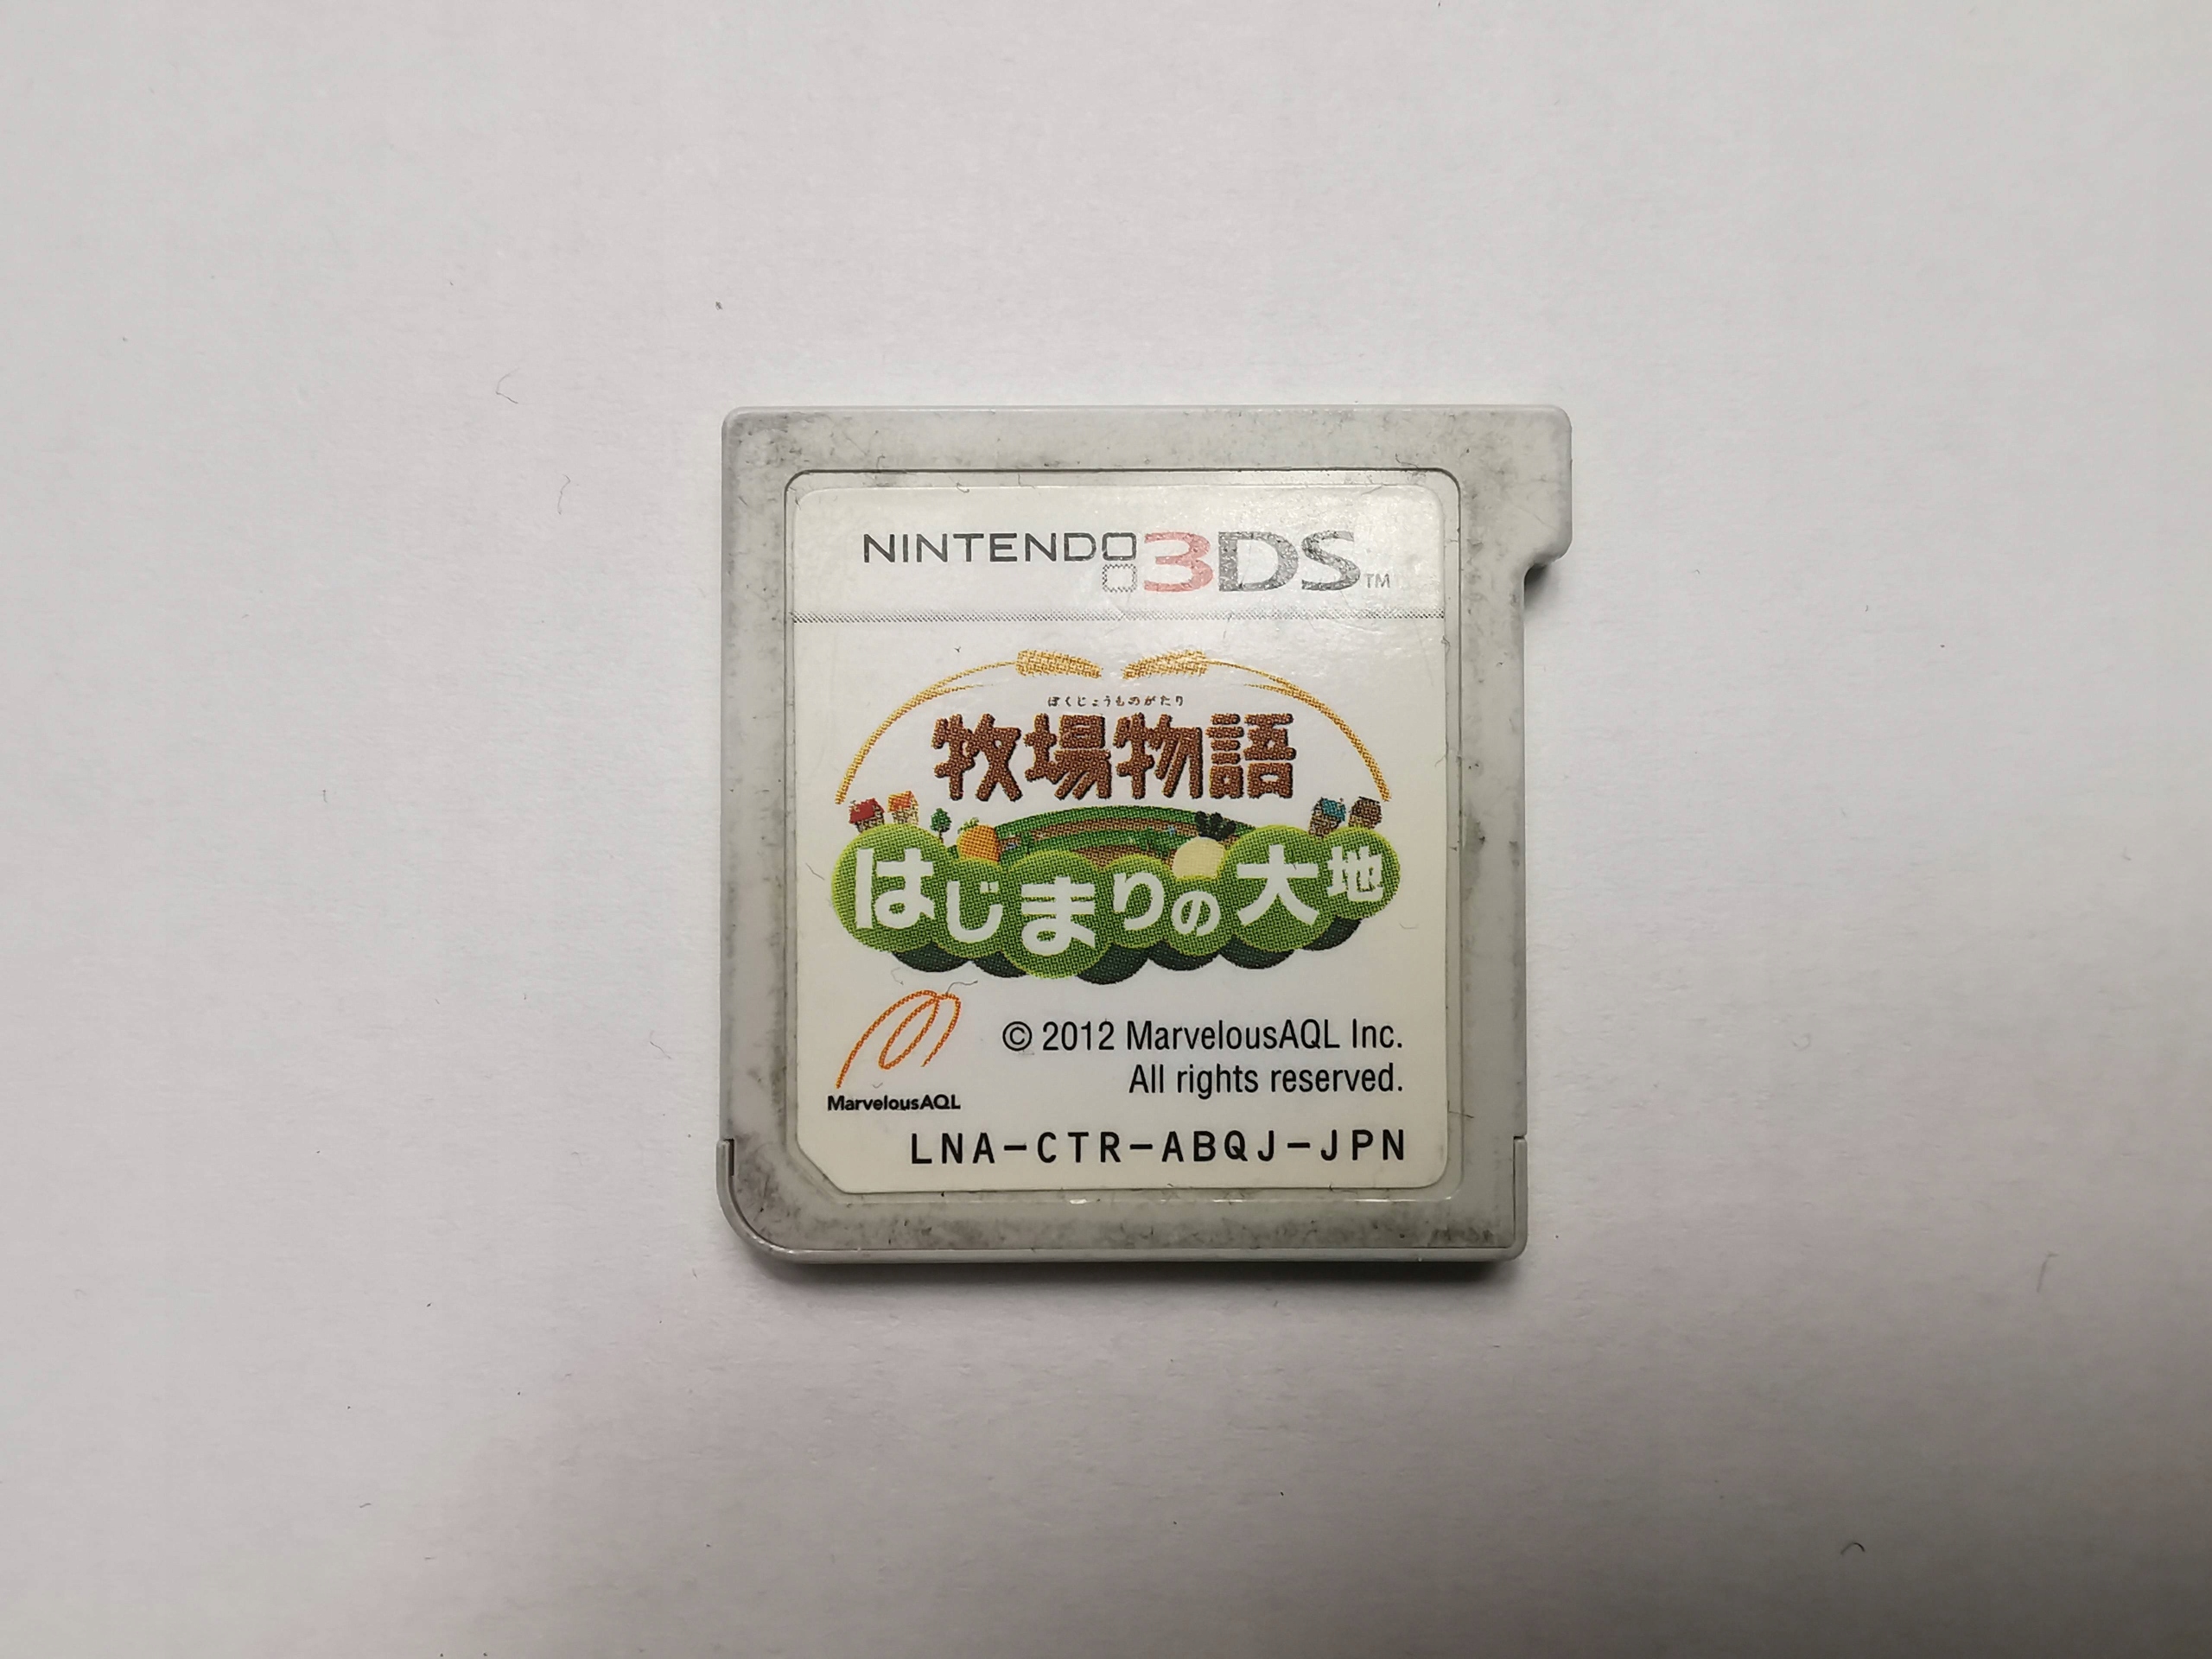 NINTENDO 3DS™
ぼくじょうものがたり
牧場物語
はじまりの大地
© 2012 MarvelousAQL Inc.
All rights reserved.
MarvelousAQL
LNA-CTR-ABQJ-JPN